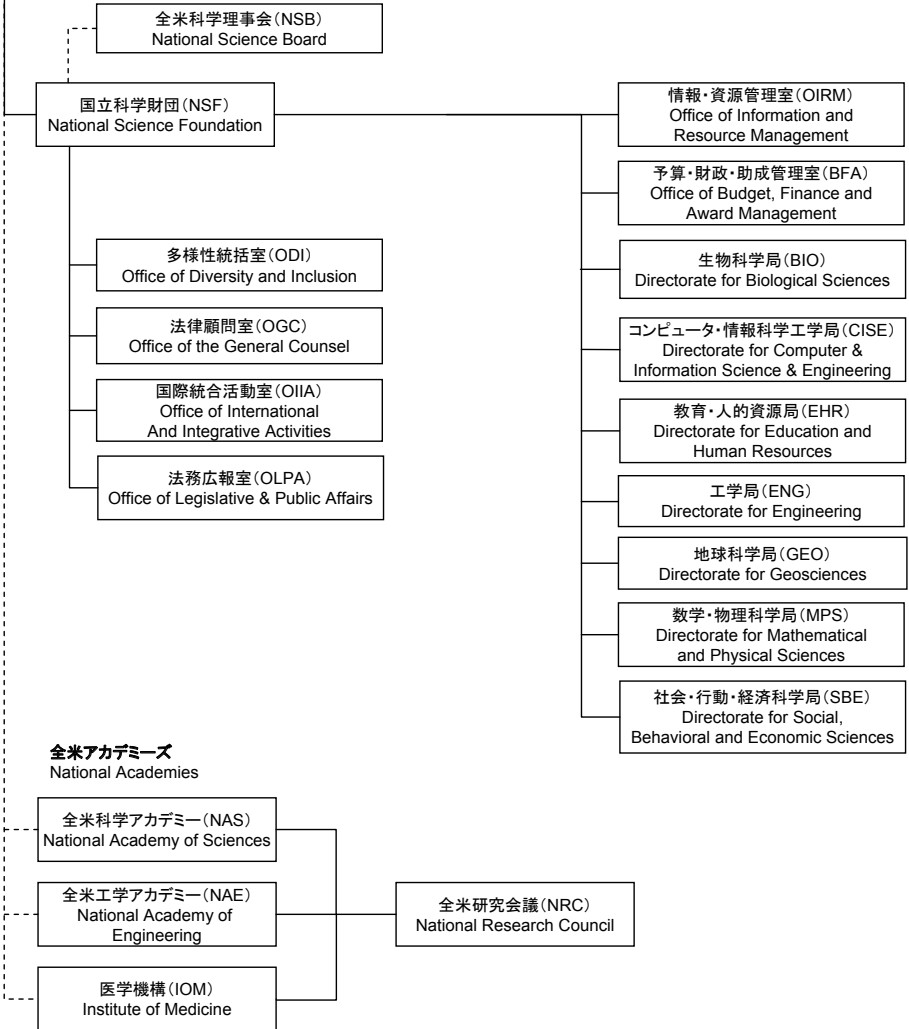 全米科学理事会(NSB)
National Science Board
国立科学財団(NSF)
National Science Foundation
多様性統括室(ODI)
Office of Diversity and Inclusion
法律顧問室(OGC)
Office of the General Counsel
国際統合活動室(OIIA)
Office of International
And Integrative Activities
法務広報室(OLPA)
Office of Legislative & Public Affairs
情報・資源管理室(OIRM)
Office of Information and
Resource Management
予算・財政・助成管理室(BFA)
Office of Budget, Finance and
Award Management
生物科学局(BIO)
Directorate for Biological Sciences
コンピュータ・情報科学工学局(CISE)
Directorate for Computer &
Information Science & Engineering
教育・人的資源局(EHR)
Directorate for Education and
Human Resources
工学局(ENG)
Directorate for Engineering
地球科学局(GEO)
Directorate for Geosciences
数学・物理科学局(MPS)
Directorate for Mathematical
and Physical Sciences
社会・行動・経済科学局(SBE)
Directorate for Social,
Behavioral and Economic Sciences
全米アカデミーズ
National Academies
全米科学アカデミー(NAS)
National Academy of Sciences
全米工学アカデミー(NAE)
National Academy of
Engineering
医学機構(IOM)
Institute of Medicine
全米研究会議(NRC)
National Research Council